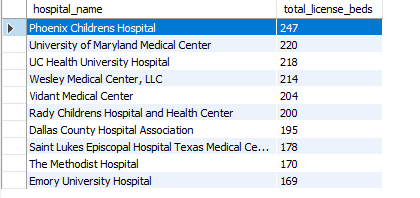 hospital_name total_license_beds
Phoenix Childrens Hospital 247
University of Maryland Medical Center 220
UC Health University Hospital 218
Wesley Medical Center, LLC 214
Vidant Medical Center 204
Rady Childrens Hospital and Health Center 200
Dallas County Hospital Association 195
Saint Lukes Episcopal Hospital Texas Medical Ce... 178
The Methodist Hospital 170
Emory University Hospital 169